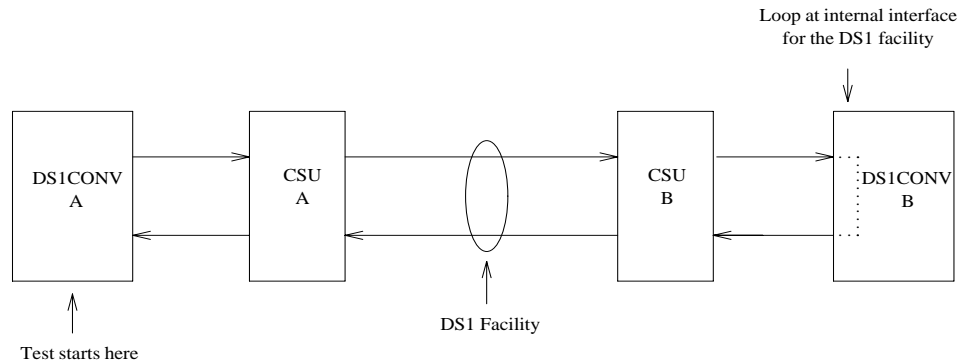 Loop at internal interface
for the DS1 facility
DS1CONV
A
CSU
A
CSU
B
DS1CONV
B
DS1 Facility
Test starts here